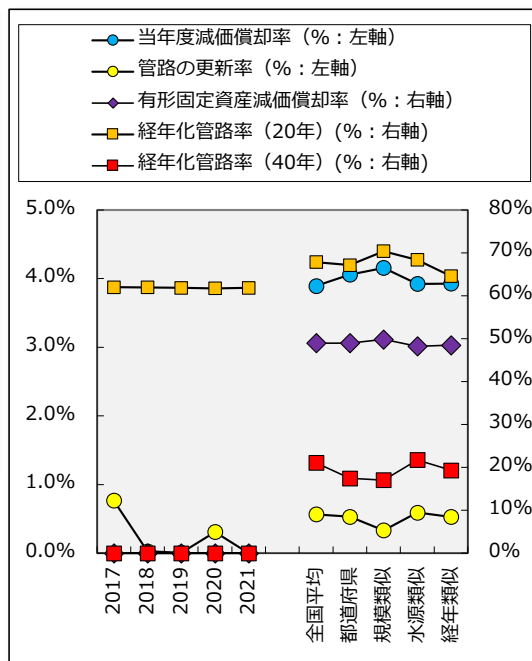 当年度減価償却率（%：左軸）
管路の更新率（%：左軸）
有形固定資産減価償却率（%：右軸）
経年化管路率（20年）(%：右軸)
経年化管路率（40年）(%：右軸)
5.0%
4.0%
3.0%
2.0%
1.0%
0.0%
80%
70%
60%
50%
40%
30%
20%
10%
0%
2017
2018
2019
2020
2021
全国平均
都道府県
規模類似
水源類似
経年類似